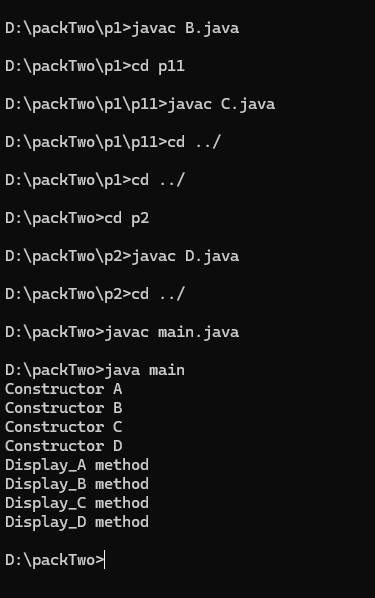 D:\packTwo\p1>javac B.java
D:\packTwo\p1>cd p11
D:\packTwo\p1\p11>javac C.java
D:\packTwo\p1\p11>cd ../
D:\packTwo\p1>cd ../
D:\packTwo>cd p2
D:\packTwo\p2>javac D.java
D:\packTwo\p2>cd ../
D:\packTwo>javac main.java
D:\packTwo>java main
Constructor A
Constructor B
Constructor C
Constructor D
Display_A method
Display_B method
Display_C method
Display_D method
D:\packTwo>